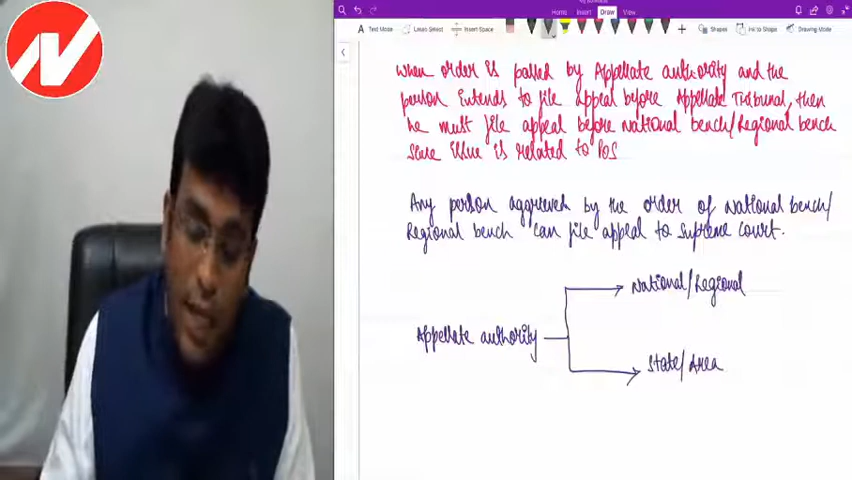 Home Insert Draw View
Text Mode Lasso Select Insert Space Shapes Ink to Shape Drawing Mode
When order is passed by Appellate authority and the
person intends to file appeal before Appellate Tribunal, then
he must file appeal before National bench/Regional bench
issue is related to POS
Any person aggrieved by the order of National bench/
Regional bench can file appeal to Supreme Court.
National/Regional
Appellate authority
State/Area